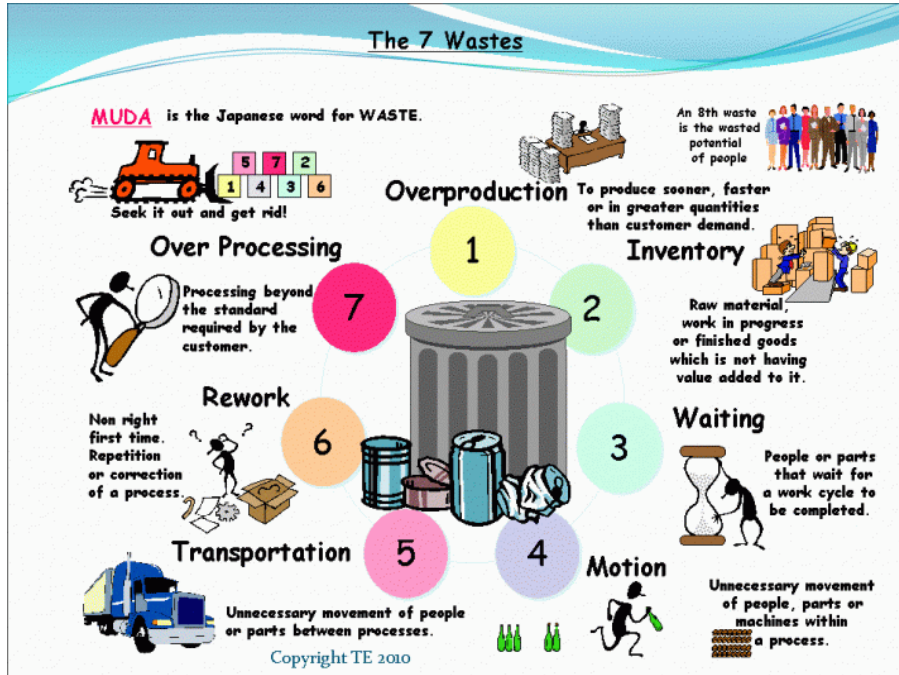 The 7 Wastes
MUDA is the Japanese word for WASTE.
5 7 2
1 4 3 6
Seek it out and get rid!
An 8th waste
is the wasted
potential
of people
Overproduction
To produce sooner, faster
or in greater quantities
than customer demand.
1
Inventory
Raw material,
work in progress
or finished goods
which is not having
value added to it.
2
Waiting
People or parts
that wait for
a work cycle to
be completed.
3
Motion
Unnecessary movement
of people, parts or
machines within
a process.
4
Transportation
Unnecessary movement of people
or parts between processes.
5
Rework
Non right
first time.
Repetition
or correction
of a process.
6
Over Processing
Processing beyond
the standard
required by the
customer.
7
Copyright TE 2010